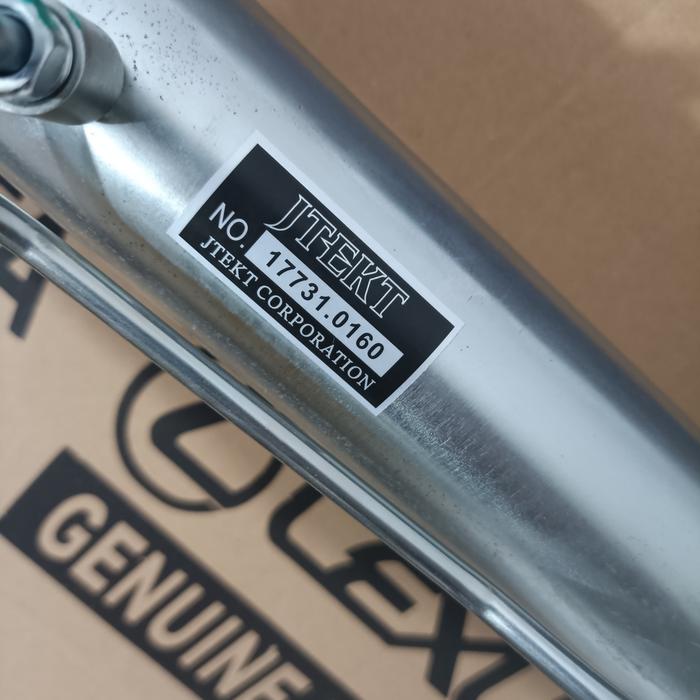 JTEKT
NO. 17731.0160
JTEKT CORPORATION
LEX
GENUINE